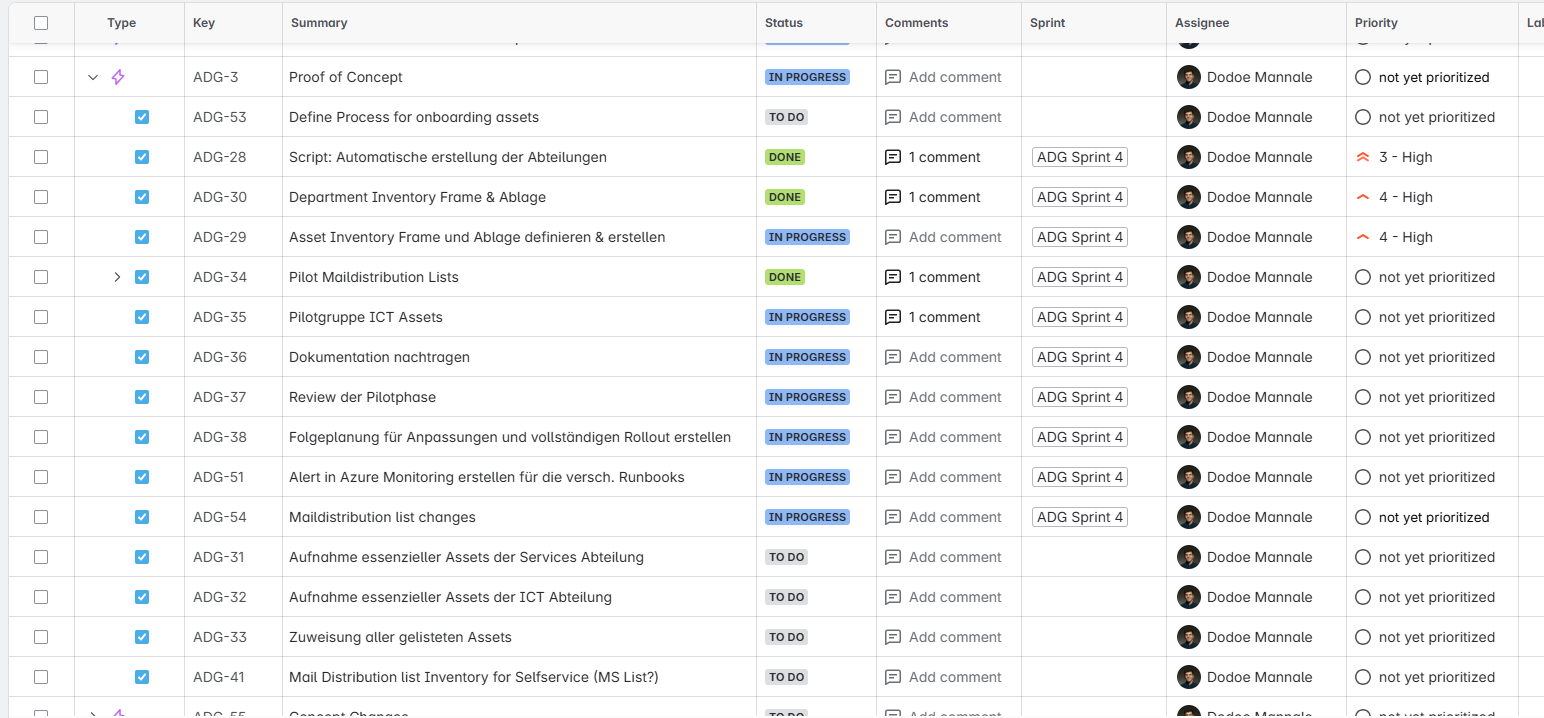 Type Key Summary Status Comments Sprint Assignee Priority
ADG-3 Proof of Concept IN PROGRESS Add comment Dodoe Mannale not yet prioritized
ADG-53 Define Process for onboarding assets TO DO Add comment Dodoe Mannale not yet prioritized
ADG-28 Script: Automatische erstellung der Abteilungen DONE 1 comment ADG Sprint 4 Dodoe Mannale 3 - High
ADG-30 Department Inventory Frame & Ablage DONE 1 comment ADG Sprint 4 Dodoe Mannale 4 - High
ADG-29 Asset Inventory Frame und Ablage definieren & erstellen IN PROGRESS Add comment ADG Sprint 4 Dodoe Mannale 4 - High
ADG-34 Pilot Maildistribution Lists DONE 1 comment ADG Sprint 4 Dodoe Mannale not yet prioritized
ADG-35 Pilotgruppe ICT Assets IN PROGRESS 1 comment ADG Sprint 4 Dodoe Mannale not yet prioritized
ADG-36 Dokumentation nachtragen IN PROGRESS Add comment ADG Sprint 4 Dodoe Mannale not yet prioritized
ADG-37 Review der Pilotphase IN PROGRESS Add comment ADG Sprint 4 Dodoe Mannale not yet prioritized
ADG-38 Folgeplanung für Anpassungen und vollständigen Rollout erstellen IN PROGRESS Add comment ADG Sprint 4 Dodoe Mannale not yet prioritized
ADG-51 Alert in Azure Monitoring erstellen für die versch. Runbooks IN PROGRESS Add comment ADG Sprint 4 Dodoe Mannale not yet prioritized
ADG-54 Maildistribution list changes IN PROGRESS Add comment ADG Sprint 4 Dodoe Mannale not yet prioritized
ADG-31 Aufnahme essenzieller Assets der Services Abteilung TO DO Add comment Dodoe Mannale not yet prioritized
ADG-32 Aufnahme essenzieller Assets der ICT Abteilung TO DO Add comment Dodoe Mannale not yet prioritized
ADG-33 Zuweisung aller gelisteten Assets TO DO Add comment Dodoe Mannale not yet prioritized
ADG-41 Mail Distribution list Inventory for Selfservice (MS List?) TO DO Add comment Dodoe Mannale not yet prioritized
ADG-55 Concept Changes TO DO Add comment Dodoe Mannale not yet prioritized